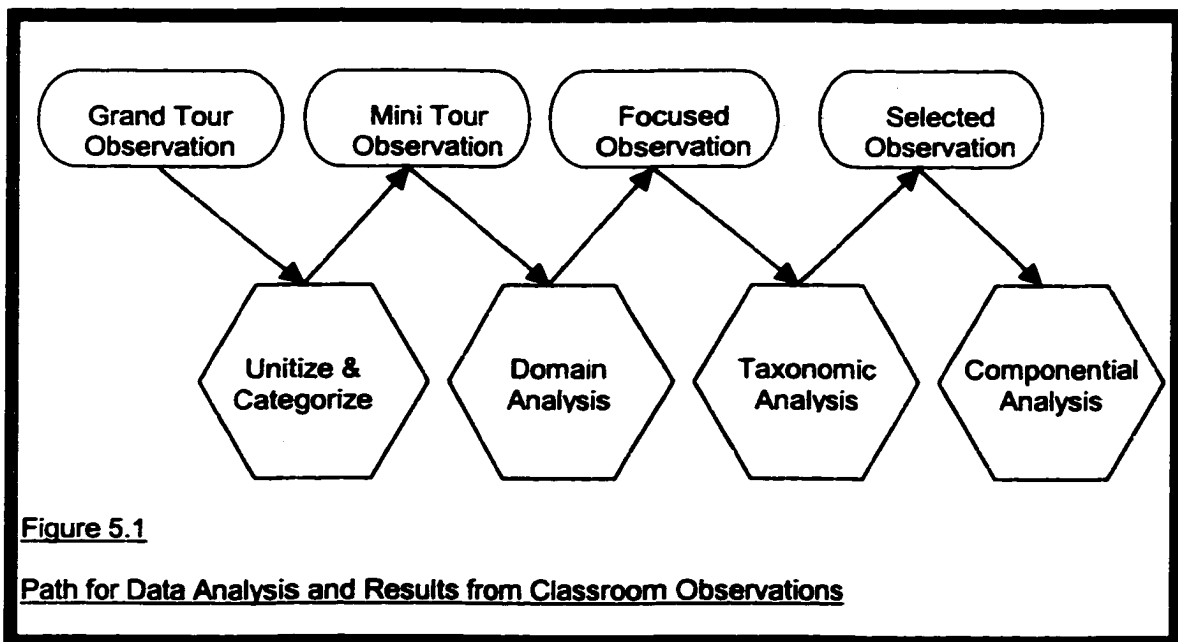 Grand Tour
Observation
Mini Tour
Observation
Focused
Observation
Selected
Observation
Unitize &
Categorize
Domain
Analysis
Taxonomic
Analysis
Componential
Analysis
Figure 5.1
Path for Data Analysis and Results from Classroom Observations